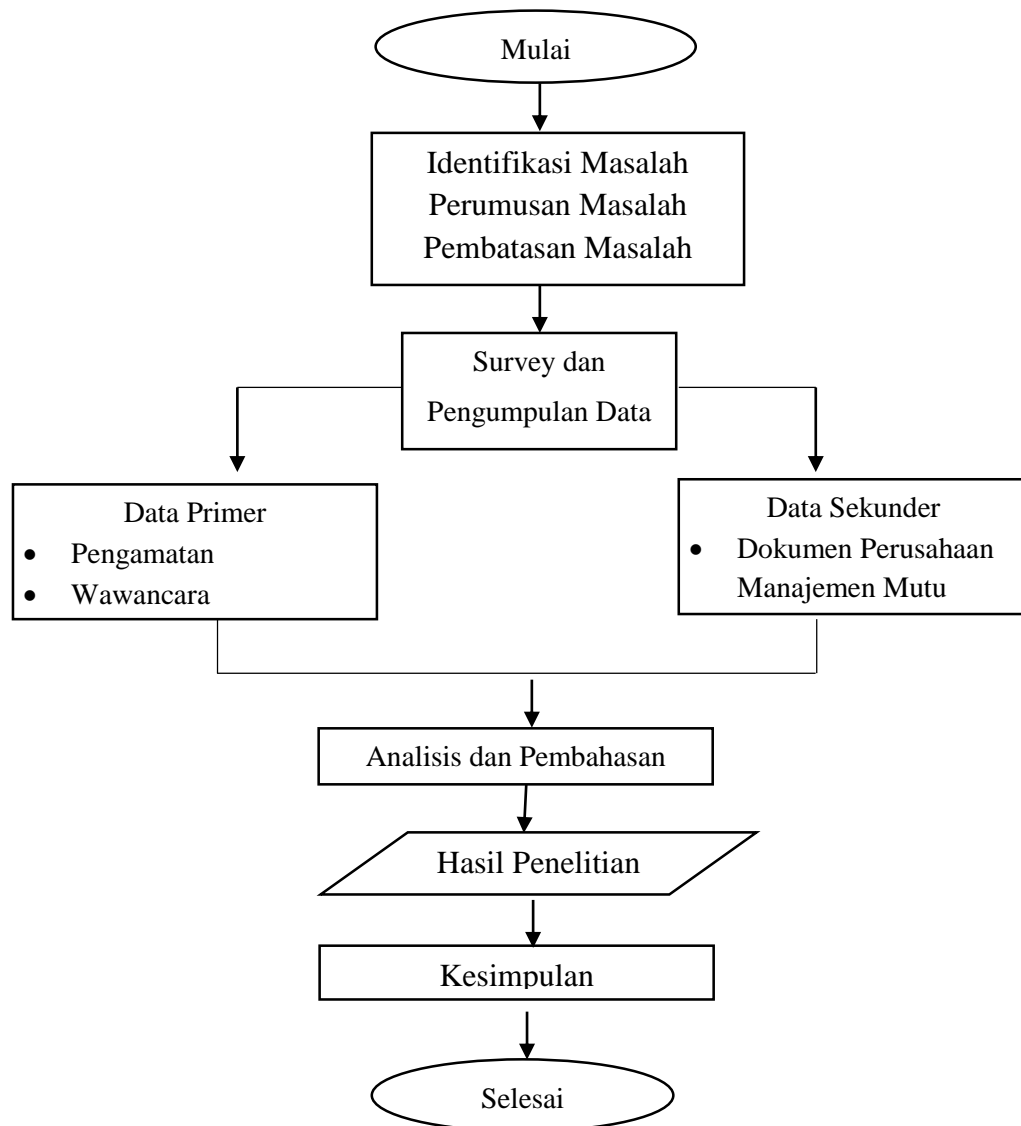 Mulai
Identifikasi Masalah
Perumusan Masalah
Pembatasan Masalah
Survey dan
Pengumpulan Data
Data Primer
• Pengamatan
• Wawancara
Data Sekunder
• Dokumen Perusahaan
Manajemen Mutu
Analisis dan Pembahasan
Hasil Penelitian
Kesimpulan
Selesai